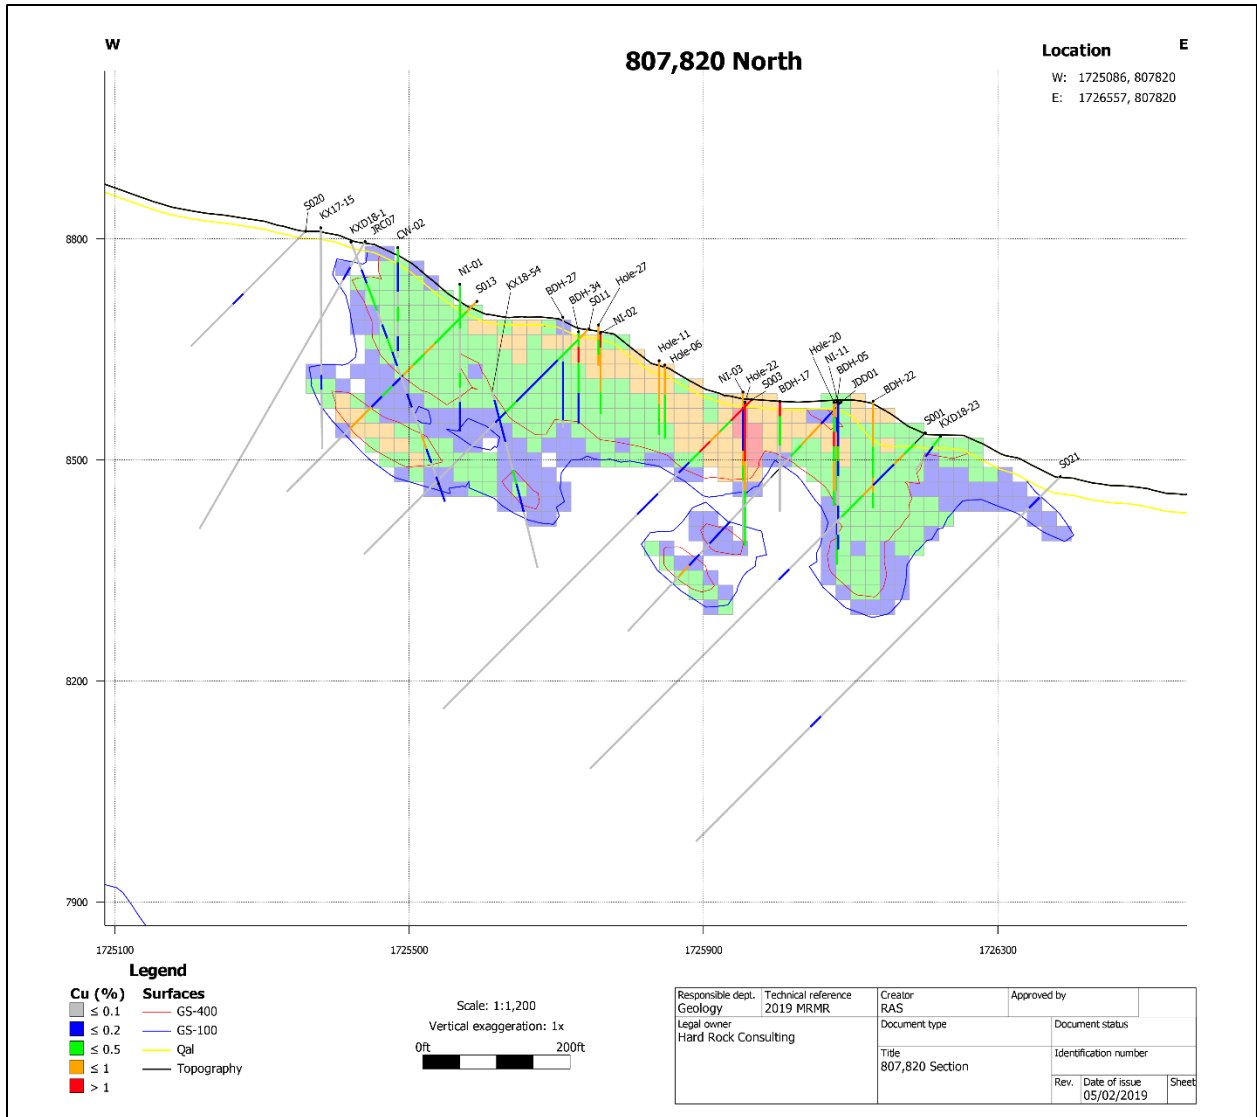 W
807,820 North
Location
E
W: 1725086, 807820
E: 1726557, 807820
S020
KX17-15
KXD18-1
JRC07
CW-02
NI-01
S013
KX18-54
BDH-27
BDH-34
S011
Hole-27
NI-02
Hole-11
Hole-06
NI-03
Hole-22
S003
BDH-17
Hole-20
NI-11
BDH-05
JDD01
BDH-22
S001
KXD18-23
S021
8800
8500
8200
7900
1725100
1725500
1725900
1726300
Legend
Cu (%)
Surfaces
≤ 0.1
≤ 0.2
≤ 0.5
≤ 1
> 1
GS-400
GS-100
Qal
Topography
Scale: 1:1,200
Vertical exaggeration: 1x
0ft
200ft
Responsible dept.
Geology
Technical reference
2019 MRMR
Creator
RAS
Approved by
Legal owner
Hard Rock Consulting
Document type
Document status
Title
807,820 Section
Identification number
Rev.
Date of issue
05/02/2019
Sheet